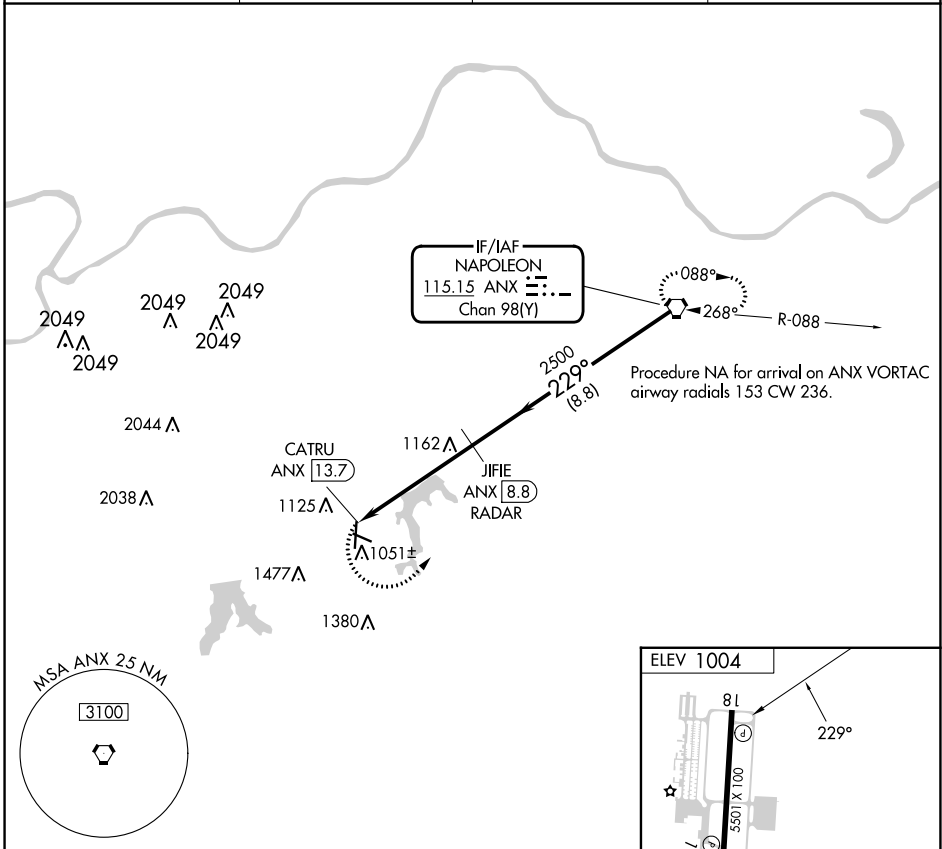 IF/IAF
NAPOLEON
115.15 ANX
Chan 98(Y)
088°
268°
R-088
2500
229°
(8.8)
Procedure NA for arrival on ANX VORTAC
airway radials 153 CW 236.
2049
2049
2049
2049
2049
2044
2038
1162
CATRU
ANX 13.7
JIFIE
ANX 8.8
RADAR
1125
1051±
1477
1380
MSA ANX 25 NM
3100
ELEV 1004
18
229°
P
5501 X 100
P